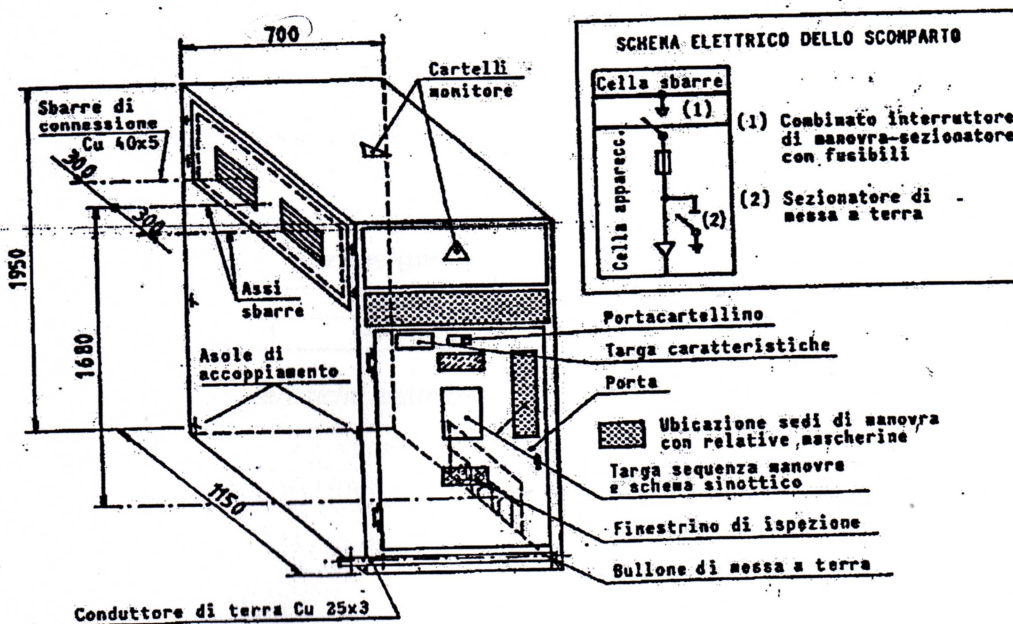 700
Cartelli
monitore
Sbarre di
connessione
Cu 40x5
300
300
1950
1680
Assi
sbarre
Asole di
accoppiamento
1150
Conduttore di terra Cu 25x3
SCHEMA ELETTRICO DELLO SCOMPARTO
Cella sbarre
(1)
Cella apparecc.
(2)
(1) Combinato interruttore
di manovra-sezionatore
con fusibili
(2) Sezionatore di
messa a terra
Portacartellino
Targa caratteristiche
Porta
Ubicazione sedi di manovra
con relative mascherine
Targa sequenza manovre
e schema sinottico
Finestrino di ispezione
Bullone di messa a terra